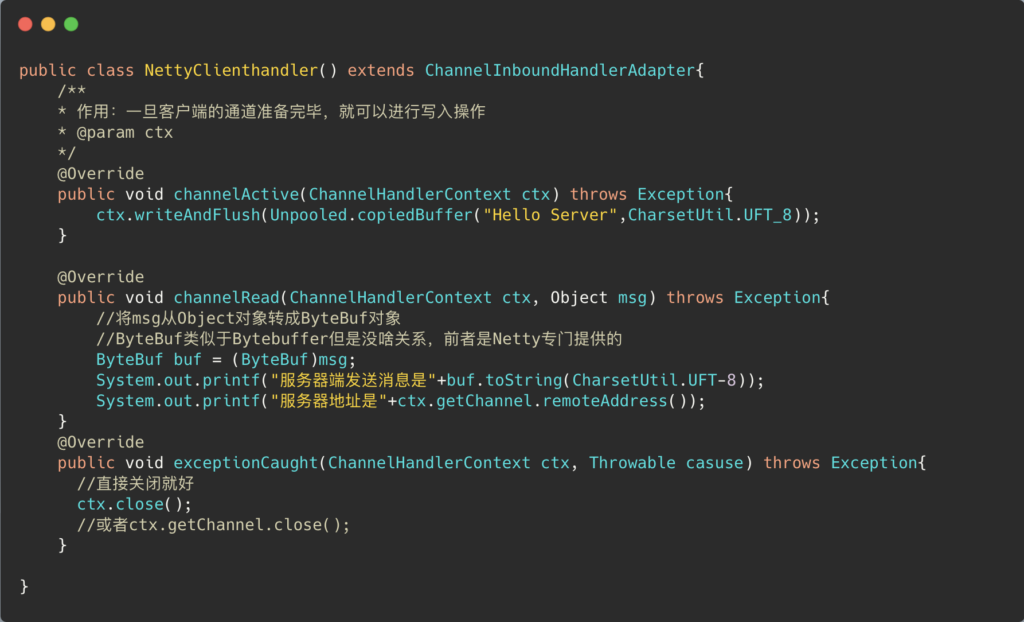 public class NettyClienthandler() extends ChannelInboundHandlerAdapter{
    /**
    * 作用：一旦客户端的通道准备完毕，就可以进行写入操作
    * @param ctx
    */
    @Override
    public void channelActive(ChannelHandlerContext ctx) throws Exception{
        ctx.writeAndFlush(Unpooled.copiedBuffer("Hello Server",CharsetUtil.UFT_8));
    }
    @Override
    public void channelRead(ChannelHandlerContext ctx, Object msg) throws Exception{
        //将msg从Object对象转成ByteBuf对象
        //ByteBuf类似于Bytebuffer但是没啥关系，前者是Netty专门提供的
        ByteBuf buf = (ByteBuf)msg;
        System.out.printf("服务器端发送消息是"+buf.toString(CharsetUtil.UFT-8));
        System.out.printf("服务器地址是"+ctx.getChannel.remoteAddress());
    }
    @Override
    public void exceptionCaught(ChannelHandlerContext ctx, Throwable casuse) throws Exception{
      //直接关闭就好
      ctx.close();
      //或者ctx.getChannel.close();
    }
}